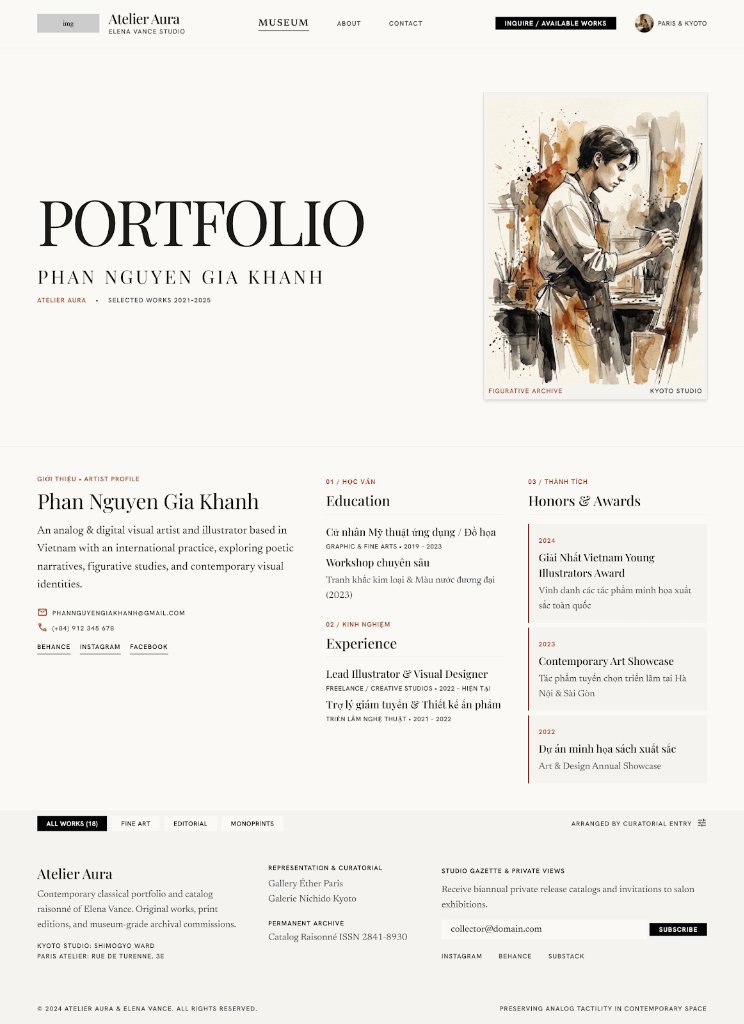 img
Atelier Aura
ELENA VANCE STUDIO
MUSEUM
ABOUT
CONTACT
INQUIRE / AVAILABLE WORKS
PARIS & KYOTO
PORTFOLIO
PHAN NGUYEN GIA KHANH
ATELIER AURA • SELECTED WORKS 2021-2025
FIGURATIVE ARCHIVE
KYOTO STUDIO
GIỚI THIỆU • ARTIST PROFILE
Phan Nguyen Gia Khanh
An analog & digital visual artist and illustrator based in
Vietnam with an international practice, exploring poetic
narratives, figurative studies, and contemporary visual
identities.
PHANNGUYENGIAKHANH@GMAIL.COM
(+84) 912 345 678
BEHANCE
INSTAGRAM
FACEBOOK
01 / HỌC VẤN
Education
Cử nhân Mỹ thuật ứng dụng / Đồ họa
GRAPHIC & FINE ARTS • 2019 - 2023
Workshop chuyên sâu
Tranh khắc kim loại & Màu nước đương đại
(2023)
02 / KINH NGHIỆM
Experience
Lead Illustrator & Visual Designer
FREELANCE / CREATIVE STUDIOS • 2022 - HIỆN TẠI
Trợ lý giám tuyển & Thiết kế ấn phẩm
TRIỂN LÃM NGHỆ THUẬT • 2021 - 2022
03 / THÀNH TÍCH
Honors & Awards
2024
Giải Nhất Vietnam Young
Illustrators Award
Vinh danh các tác phẩm minh họa xuất
sắc toàn quốc
2023
Contemporary Art Showcase
Tác phẩm tuyển chọn triển lãm tại Hà
Nội & Sài Gòn
2022
Dự án minh họa sách xuất sắc
Art & Design Annual Showcase
ALL WORKS (18)
FINE ART
EDITORIAL
MONOPRINTS
ARRANGED BY CURATORIAL ENTRY
Atelier Aura
Contemporary classical portfolio and catalog
raisonné of Elena Vance. Original works, print
editions, and museum-grade archival commissions.
KYOTO STUDIO: SHIMOGYO WARD
PARIS ATELIER: RUE DE TURENNE, 3E
REPRESENTATION & CURATORIAL
Gallery Éther Paris
Galerie Nichido Kyoto
PERMANENT ARCHIVE
Catalog Raisonné ISSN 2841-8930
STUDIO GAZETTE & PRIVATE VIEWS
Receive biannual private release catalogs and invitations to salon
exhibitions.
collector@domain.com
SUBSCRIBE
INSTAGRAM
BEHANCE
SUBSTACK
© 2024 ATELIER AURA & ELENA VANCE. ALL RIGHTS RESERVED.
PRESERVING ANALOG TACTILITY IN CONTEMPORARY SPACE